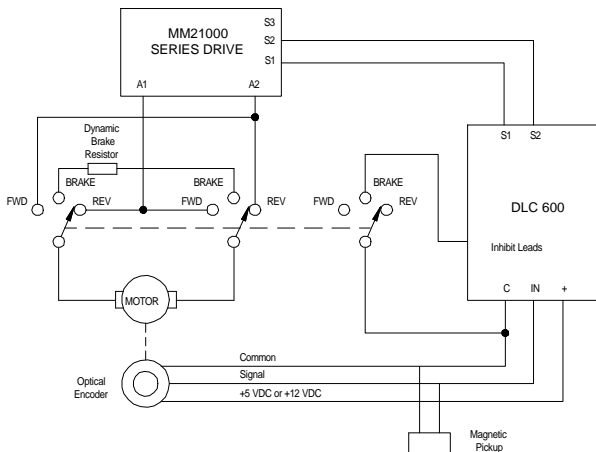 MM21000
SERIES DRIVE
S3
S2
S1
A1
A2
S1
S2
DLC 600
Inhibit Leads
C
IN
+
Dynamic
Brake
Resistor
BRAKE
BRAKE
BRAKE
FWD
REV
FWD
REV
FWD
REV
MOTOR
Common
Signal
+5 VDC or +12 VDC
Optical
Encoder
Magnetic
Pickup